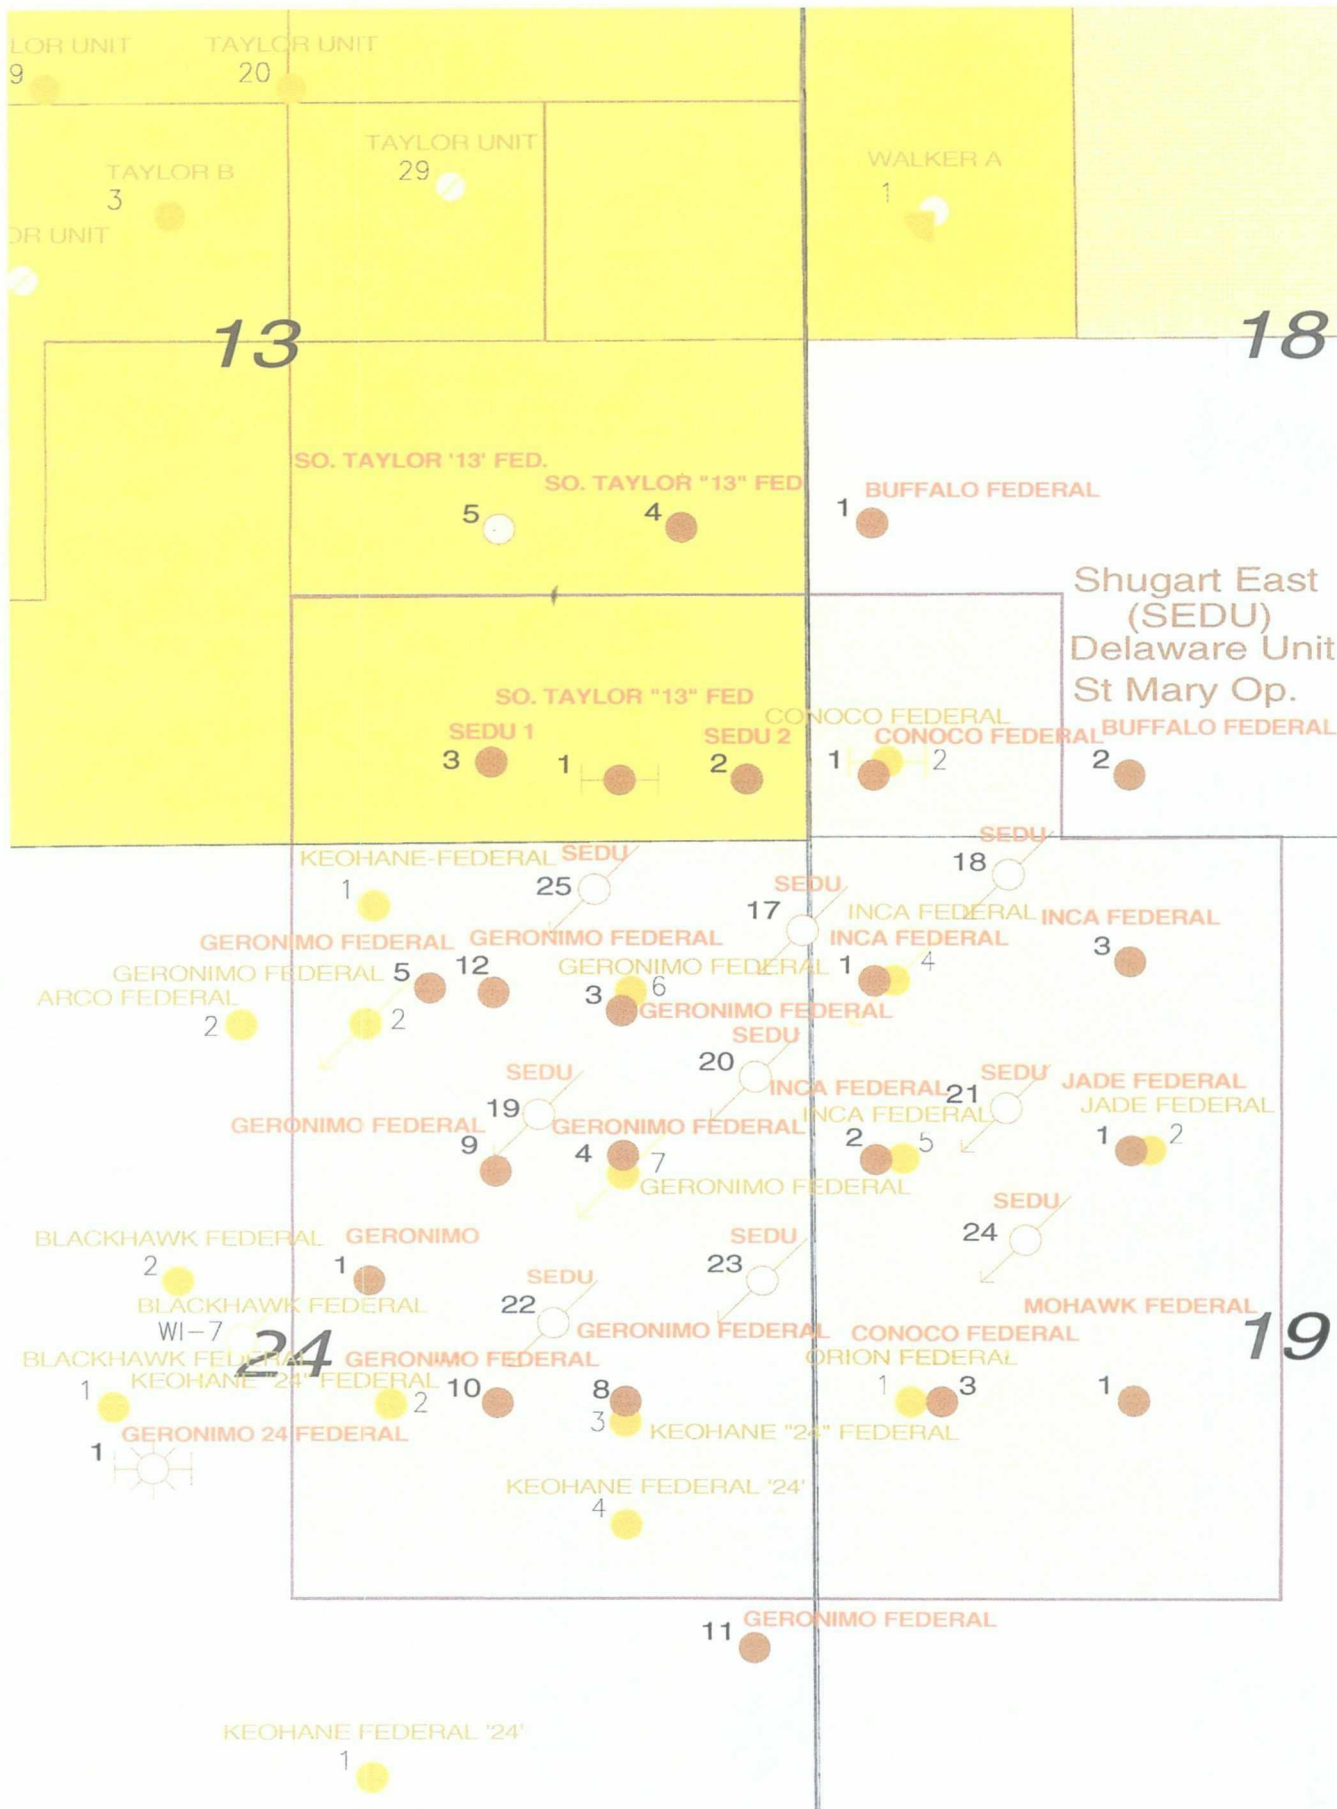 LOR UNIT
9
TAYLOR UNIT
20
TAYLOR UNIT
29
TAYLOR B
3
WALKER A
1
OR UNIT
13
18
SO. TAYLOR '13' FED.
5
SO. TAYLOR "13" FED
4
BUFFALO FEDERAL
1
Shugart East
(SEDU)
Delaware Unit
St Mary Op.
SO. TAYLOR "13" FED
1
SEDU 1
3
SEDU 2
2
CONOCO FEDERAL
2
CONOCO FEDERAL
1
BUFFALO FEDERAL
2
KEOHANE-FEDERAL
1
SEDU
25
SEDU
17
SEDU
18
INCA FEDERAL
4
INCA FEDERAL
1
INCA FEDERAL
3
GERONIMO FEDERAL
5
GERONIMO FEDERAL
12
GERONIMO FEDERAL
2
GERONIMO FEDERAL
6
ARCO FEDERAL
2
3
GERONIMO FEDERAL
SEDU
20
SEDU
19
SEDU
21
INCA FEDERAL
2
INCA FEDERAL
5
JADE FEDERAL
1
JADE FEDERAL
2
GERONIMO FEDERAL
9
GERONIMO FEDERAL
4
7
GERONIMO FEDERAL
SEDU
24
BLACKHAWK FEDERAL
2
GERONIMO
1
SEDU
23
SEDU
22
BLACKHAWK FEDERAL
WI-7
24
19
GERONIMO FEDERAL
8
CONOCO FEDERAL
3
MOHAWK FEDERAL
1
ORION FEDERAL
1
BLACKHAWK FEDERAL
1
GERONIMO FEDERAL
10
KEOHANE "24" FEDERAL
2
3
KEOHANE "24" FEDERAL
GERONIMO 24 FEDERAL
1
KEOHANE FEDERAL '24'
4
GERONIMO FEDERAL
11
KEOHANE FEDERAL '24'
1